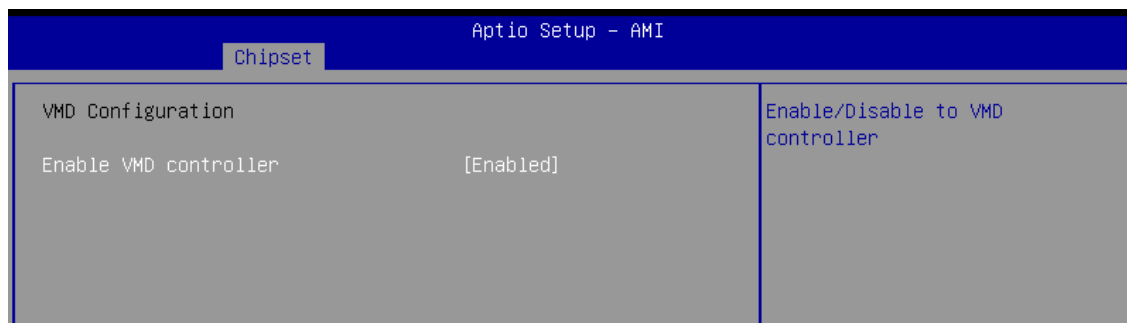 Aptio Setup – AMI
Chipset
VMD Configuration
Enable VMD controller [Enabled]
Enable/Disable to VMD
controller